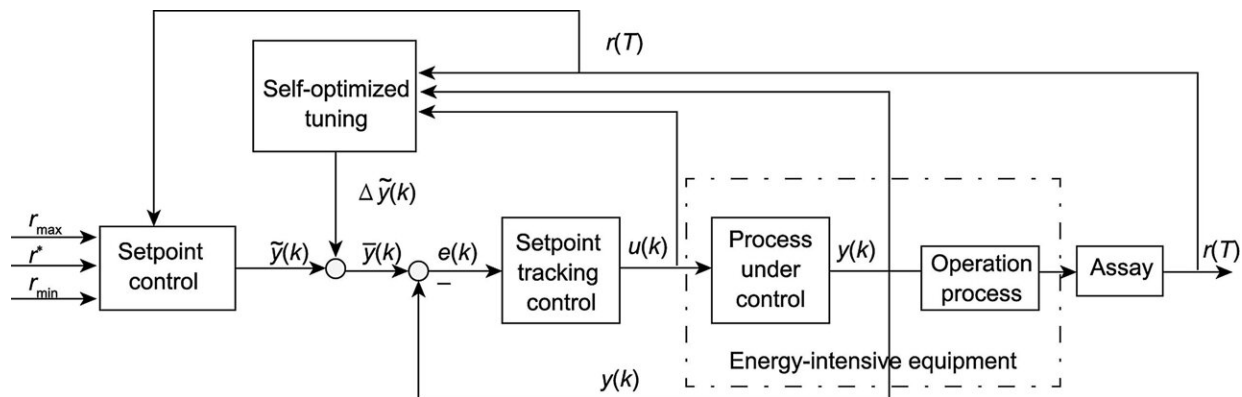 r(T)
Self-optimized
tuning
Δ ỹ(k)
r_max
r*
r_min
Setpoint
control
ỹ(k)
ȳ(k)
e(k)
−
Setpoint
tracking
control
u(k)
Process
under
control
y(k)
Operation
process
Assay
r(T)
Energy-intensive equipment
y(k)